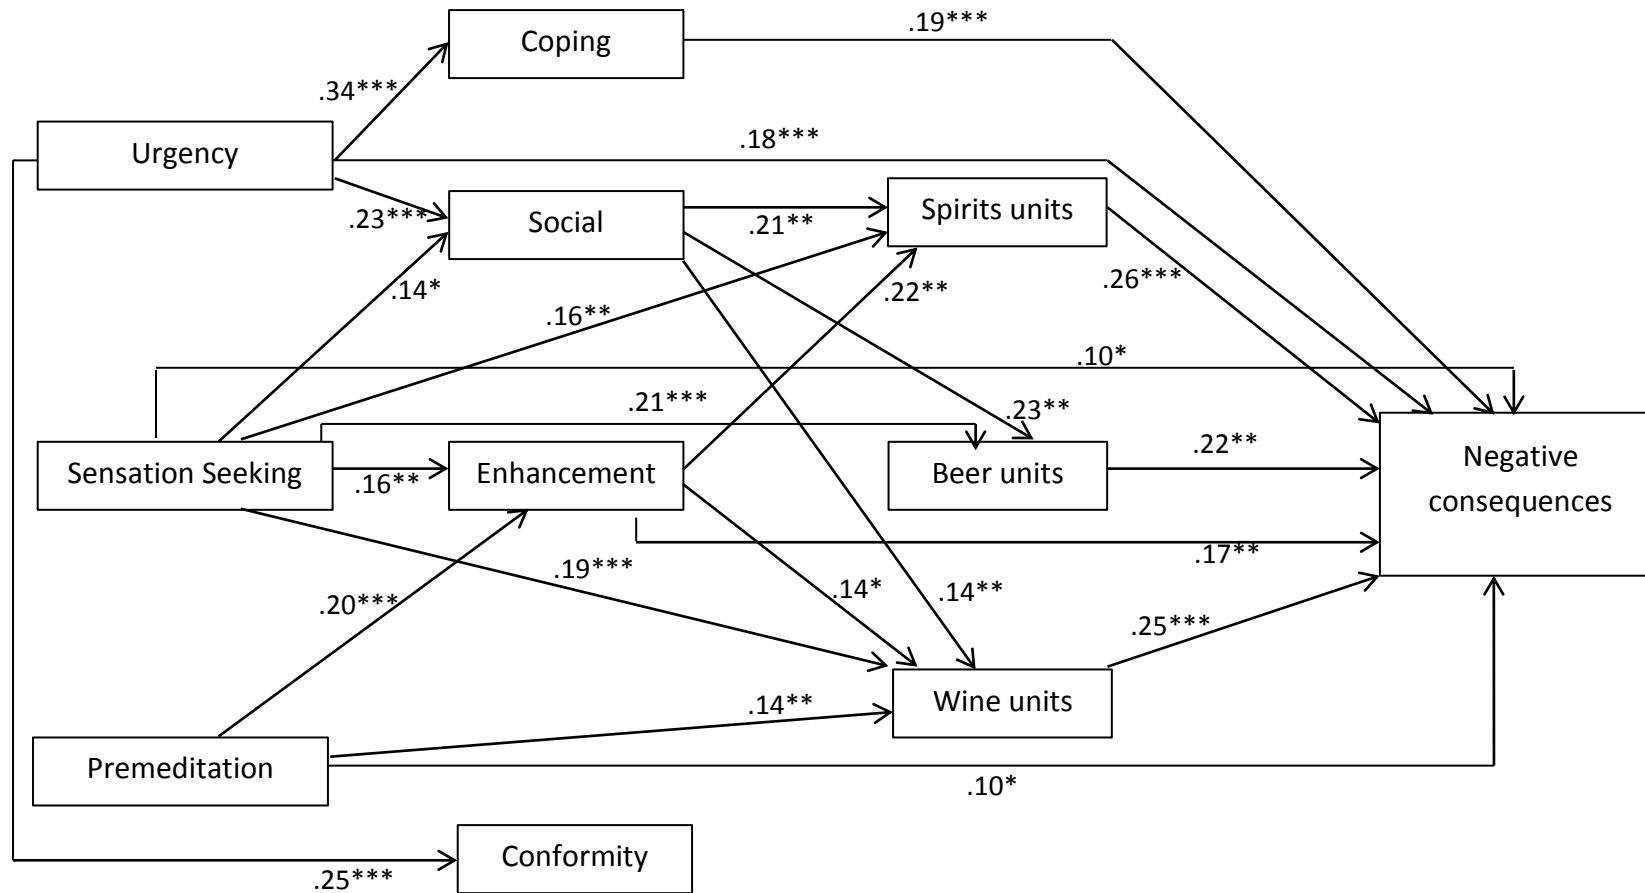 Coping
.19***
.34***
Urgency
.18***
.23***
Social
.21**
Spirits units
.14*
.16**
.22**
.26***
.10*
.21***
.23**
Sensation Seeking
.16**
Enhancement
Beer units
.22**
Negative
consequences
.17**
.19***
.20***
.14*
.14**
.25***
.14**
Wine units
Premeditation
.10*
Conformity
.25***